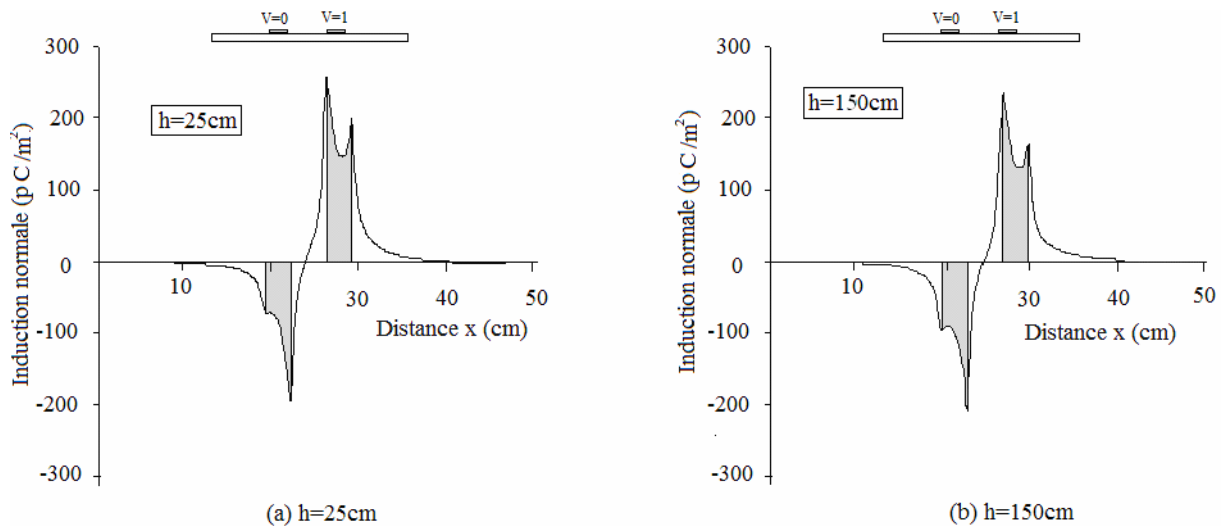 V=0 V=1
300
200
100
0
-100
-200
-300
Induction normale (p C /m²)
h=25cm
10 30 40 50
Distance x (cm)
(a) h=25cm
V=0 V=1
300
200
100
0
-100
-200
-300
Induction normale (p C /m²)
h=150cm
10 30 40 50
Distance x (cm)
(b) h=150cm